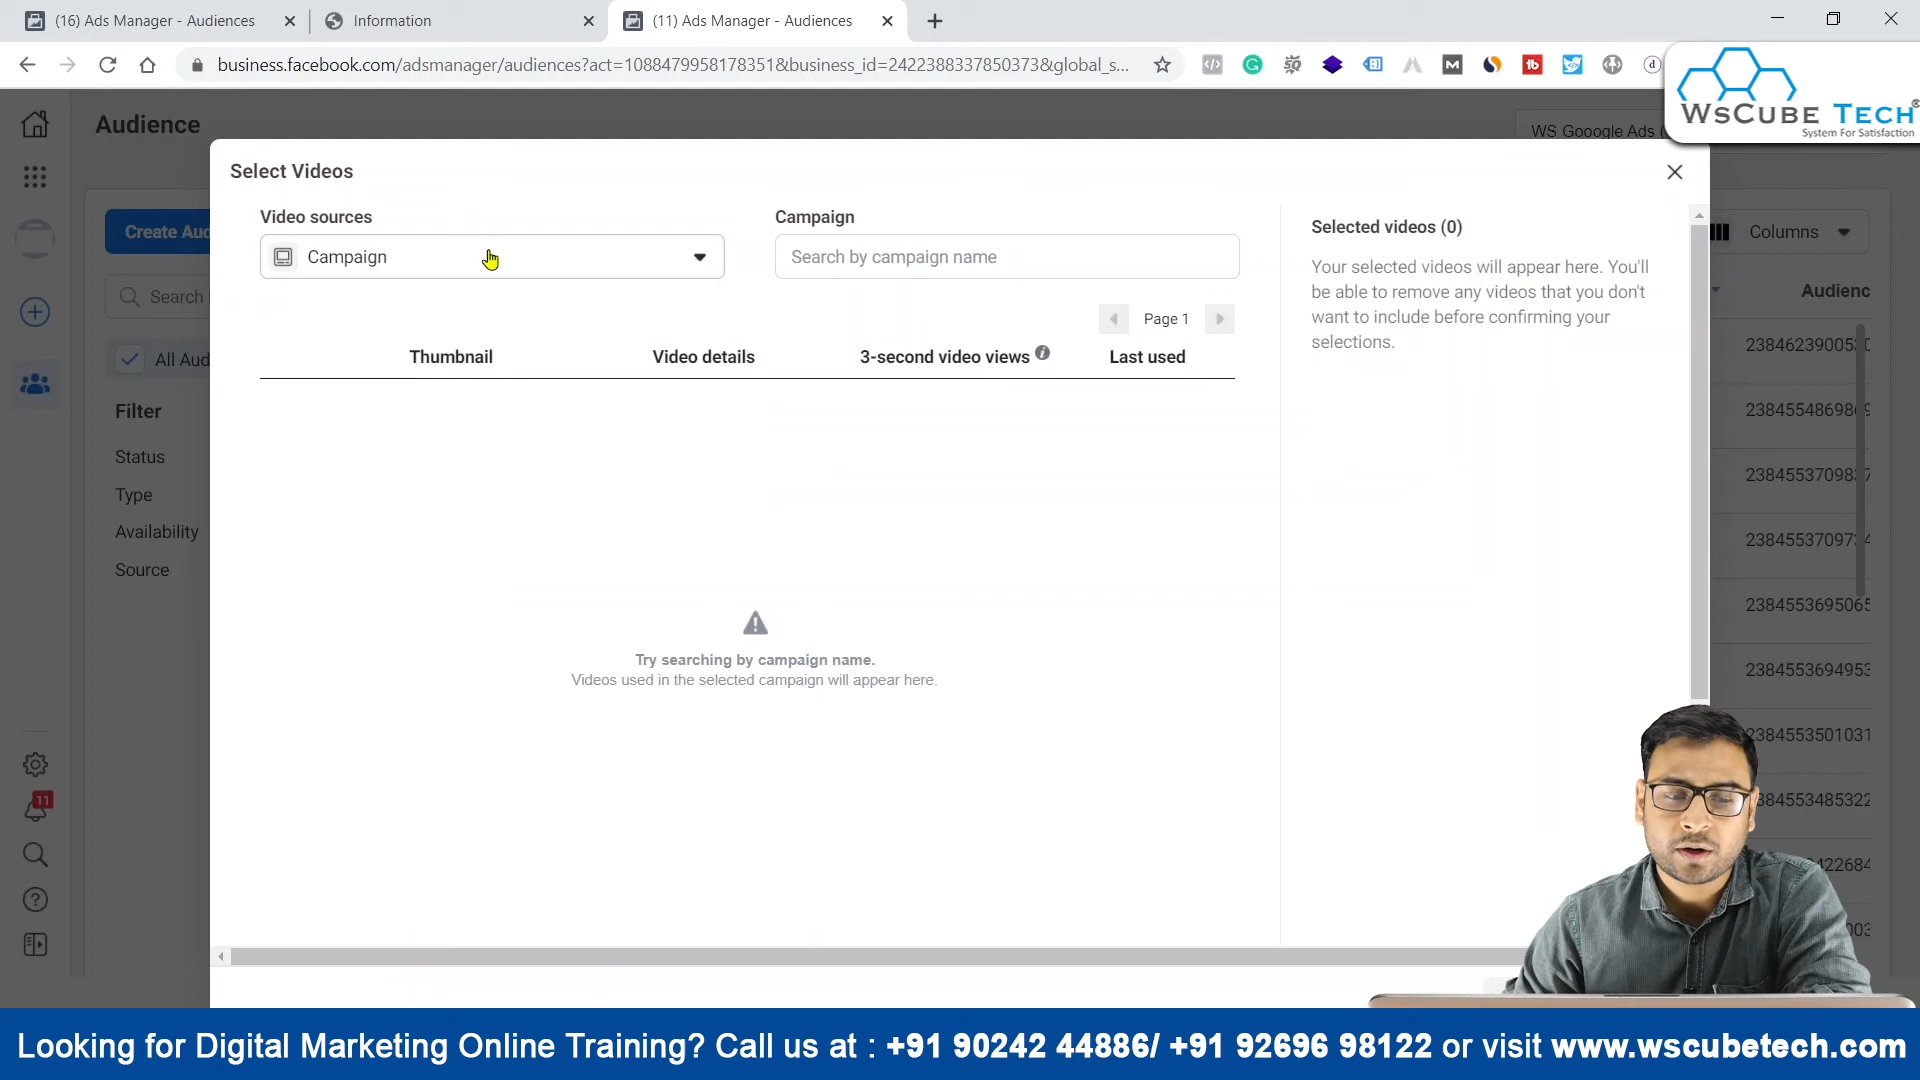 (16) Ads Manager - Audiences
Information
(11) Ads Manager - Audiences
business.facebook.com/adsmanager/audiences?act=1088479958178351&business_id=2422388337850373&global_s...
WsCube Tech®
System For Satisfaction
Audience
WS Gooogle Ads (
Select Videos
Video sources
Campaign
Campaign
Search by campaign name
Selected videos (0)
Your selected videos will appear here. You'll
be able to remove any videos that you don't
want to include before confirming your
selections.
Create Aud
Columns
Search
Page 1
Audienc
Thumbnail
Video details
3-second video views
Last used
All Aud
Filter
Status
Type
Availability
Source
Try searching by campaign name.
Videos used in the selected campaign will appear here.
11
Looking for Digital Marketing Online Training? Call us at : +91 90242 44886/ +91 92696 98122 or visit www.wscubetech.com